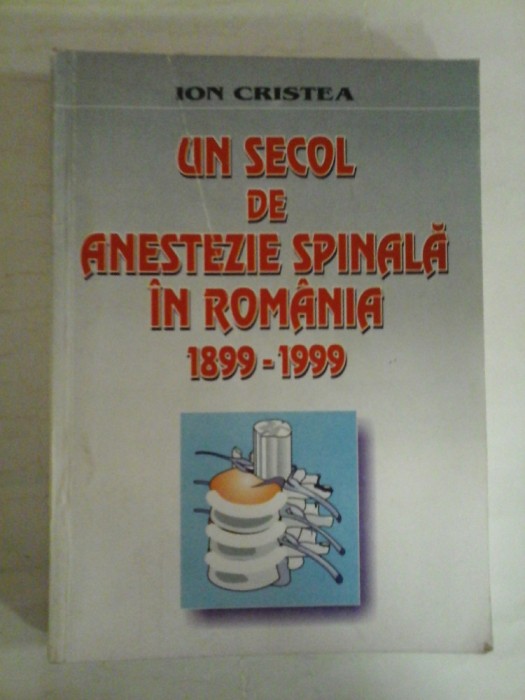 ION CRISTEA
UN SECOL
DE
ANESTEZIE SPINALĂ
ÎN ROMÂNIA
1899 - 1999